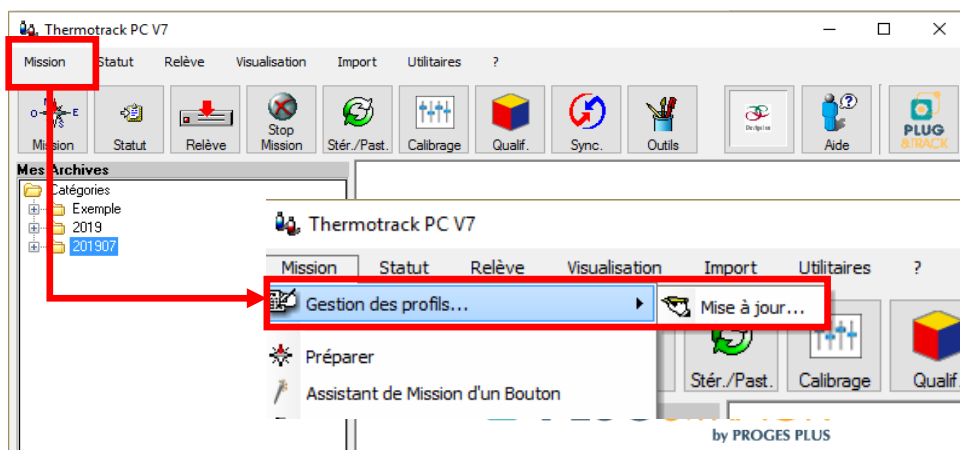 Thermotrack PC V7
Mission Statut Relève Visualisation Import Utilitaires ?
O E
S
Mission Statut Relève Stop Mission Stér./Past. Calibrage Qualif. Sync. Outils Aide PLUG &TRACK
Mes Archives
Catégories
Exemple
2019
201907
Thermotrack PC V7
Mission Statut Relève Visualisation Import Utilitaires ?
Gestion des profils... Mise à jour...
Préparer
Assistant de Mission d'un Bouton
Stér./Past. Calibrage Qualif.
by PROGES PLUS